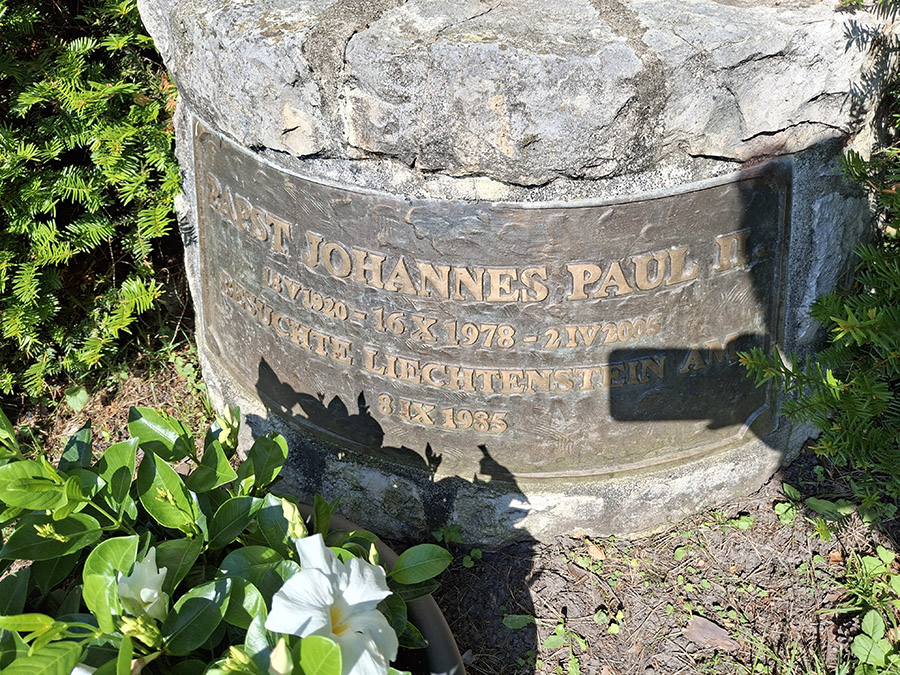 PAPST JOHANNES PAUL II
18 V 1920 - 16 X 1978 - 2 IV 2005
BESUCHTE LIECHTENSTEIN AM
8 IX 1985